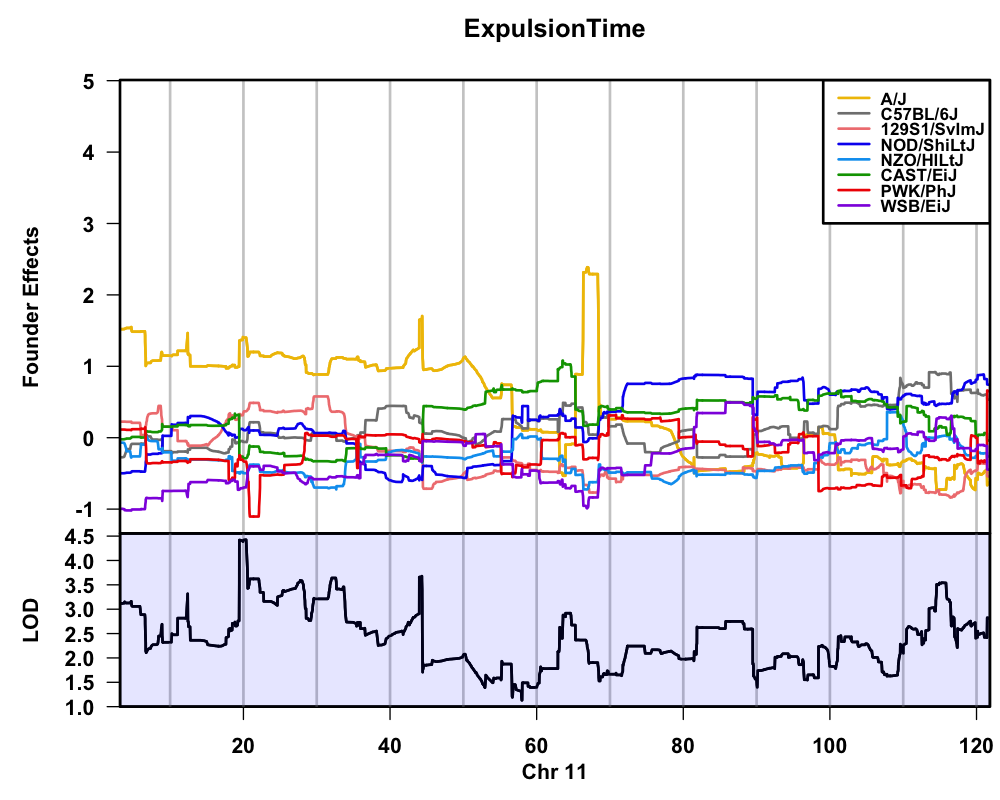 ExpulsionTime
5
4
3
2
1
0
-1
Founder Effects
A/J
C57BL/6J
129S1/SvImJ
NOD/ShiLtJ
NZO/HlLtJ
CAST/EiJ
PWK/PhJ
WSB/EiJ
4.5
4.0
3.5
3.0
2.5
2.0
1.5
1.0
LOD
20 40 60 80 100 120
Chr 11